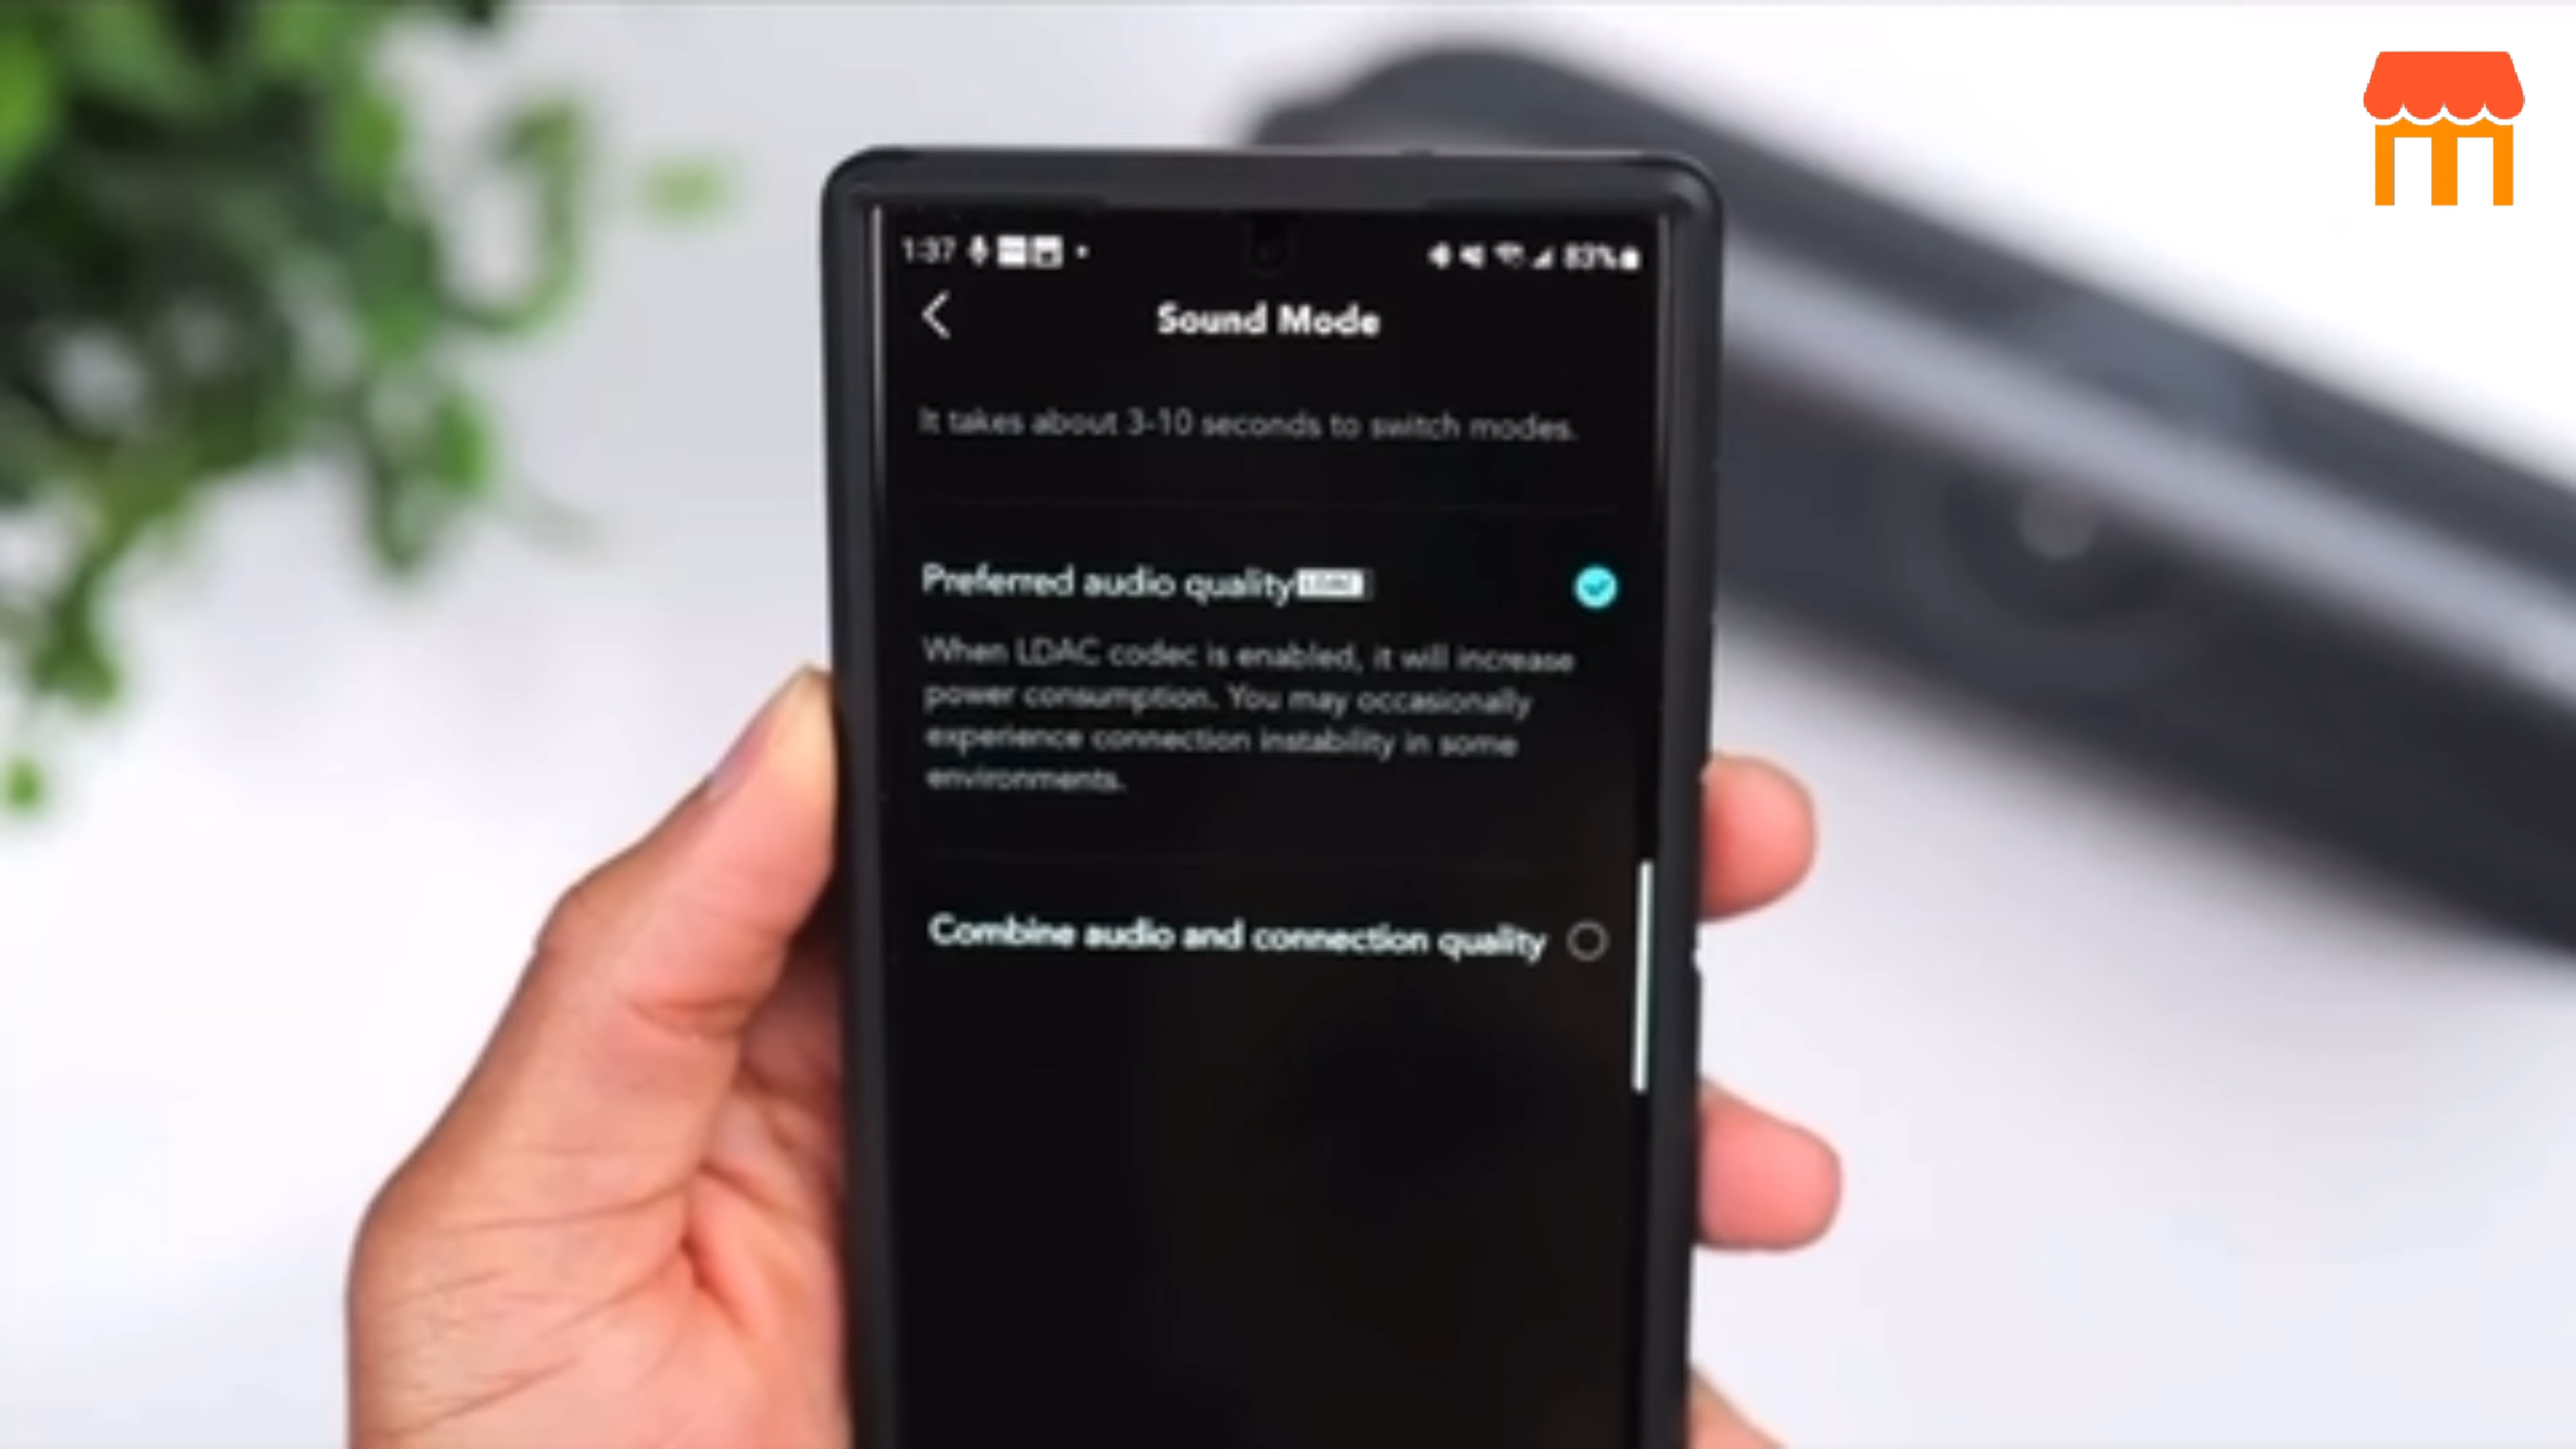 1:37
83%
Sound Mode
It takes about 3-10 seconds to switch modes.
Preferred audio quality
When LDAC codec is enabled, it will increase
power consumption. You may occasionally
experience connection instability in some
environments.
Combine audio and connection quality